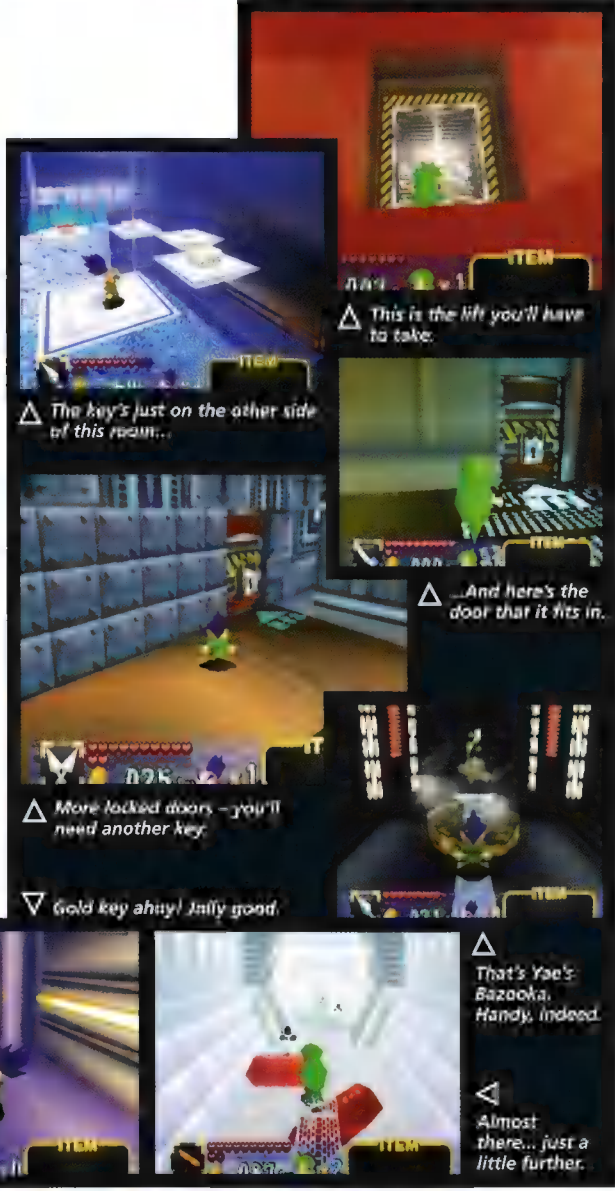 ITEM
△ This is the lift you'll have
to take.
ITEM
△ The key's just on the other side
of this room...
ITEM
△ ...And here's the
door that it fits in.
026
△ More locked doors – you'll
need another key.
ITEM
▽ Gold key ahoy! Jolly good.
△
That's Yae's
Bazooka.
Handy, indeed.
◁
Almost
there... just a
little further...
ITEM
ITEM